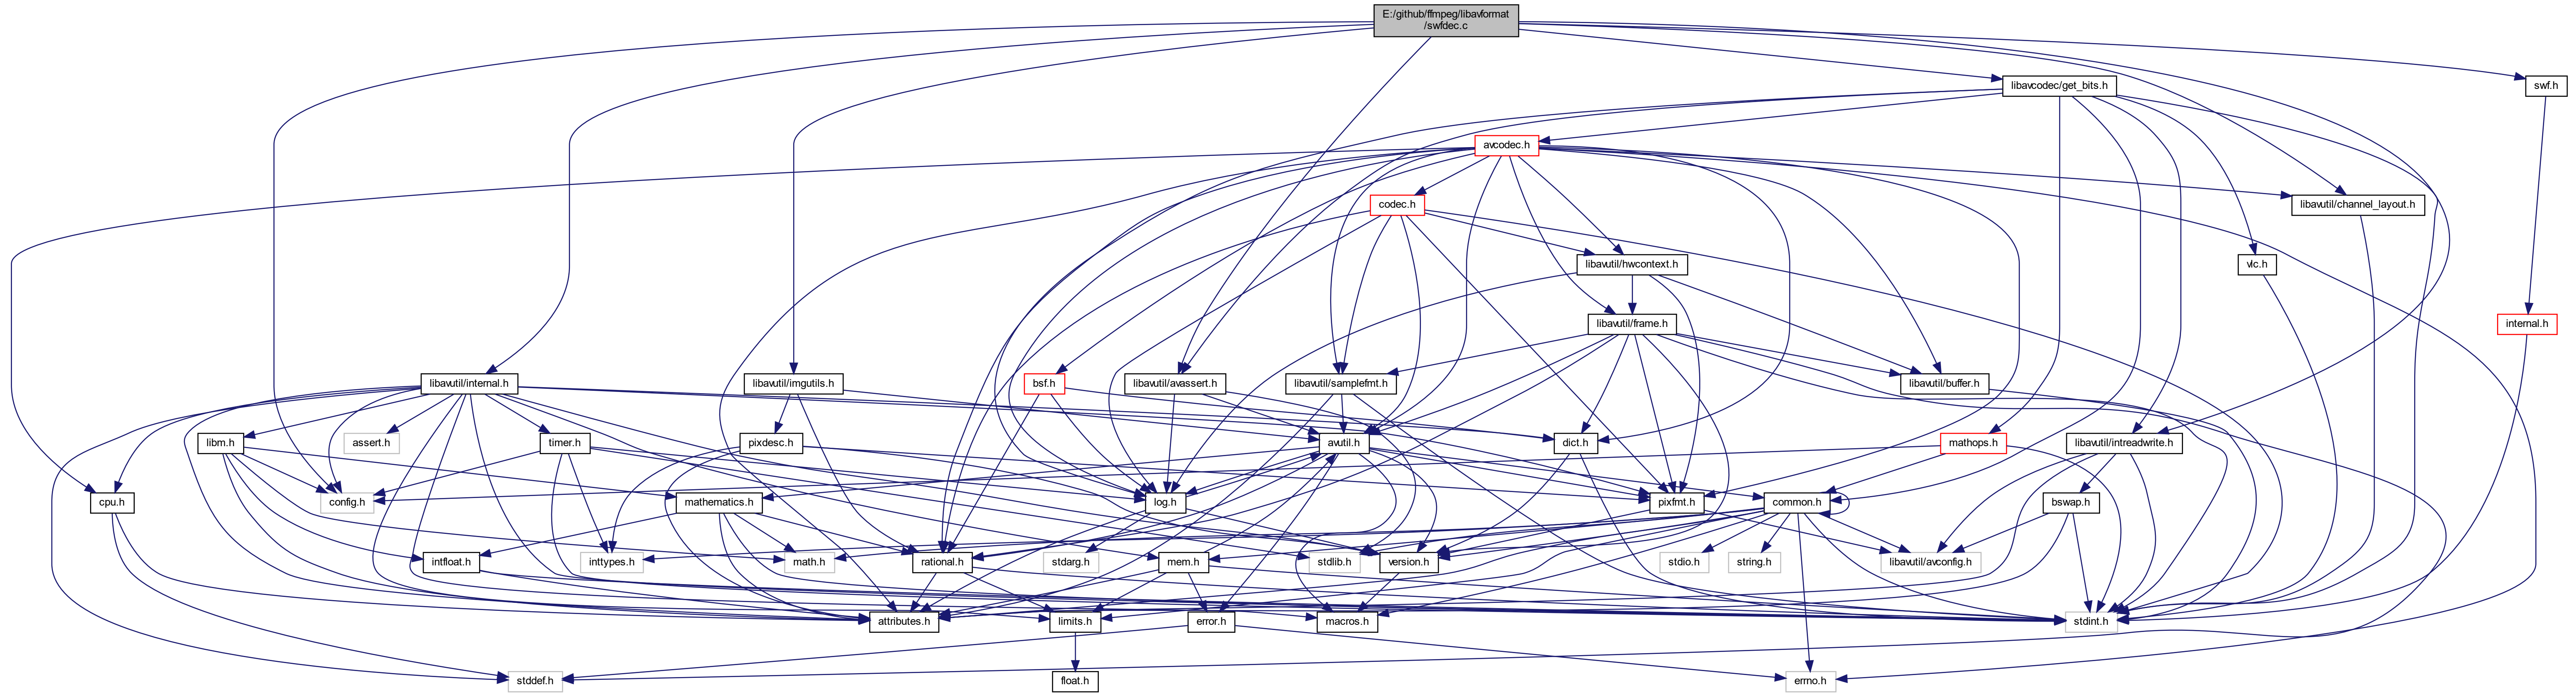 E:/github/ffmpeg/libavformat
/swfdec.c
libavcodec/get_bits.h
swf.h
avcodec.h
codec.h
libavutil/channel_layout.h
libavutil/hwcontext.h
vlc.h
libavutil/frame.h
internal.h
libavutil/internal.h
libavutil/imgutils.h
bsf.h
libavutil/avassert.h
libavutil/samplefmt.h
libavutil/buffer.h
libm.h
assert.h
timer.h
pixdesc.h
avutil.h
dict.h
mathops.h
libavutil/intreadwrite.h
cpu.h
config.h
mathematics.h
log.h
pixfmt.h
common.h
bswap.h
intfloat.h
inttypes.h
math.h
rational.h
stdarg.h
mem.h
stdlib.h
version.h
stdio.h
string.h
libavutil/avconfig.h
attributes.h
limits.h
error.h
macros.h
stdint.h
stddef.h
float.h
errno.h